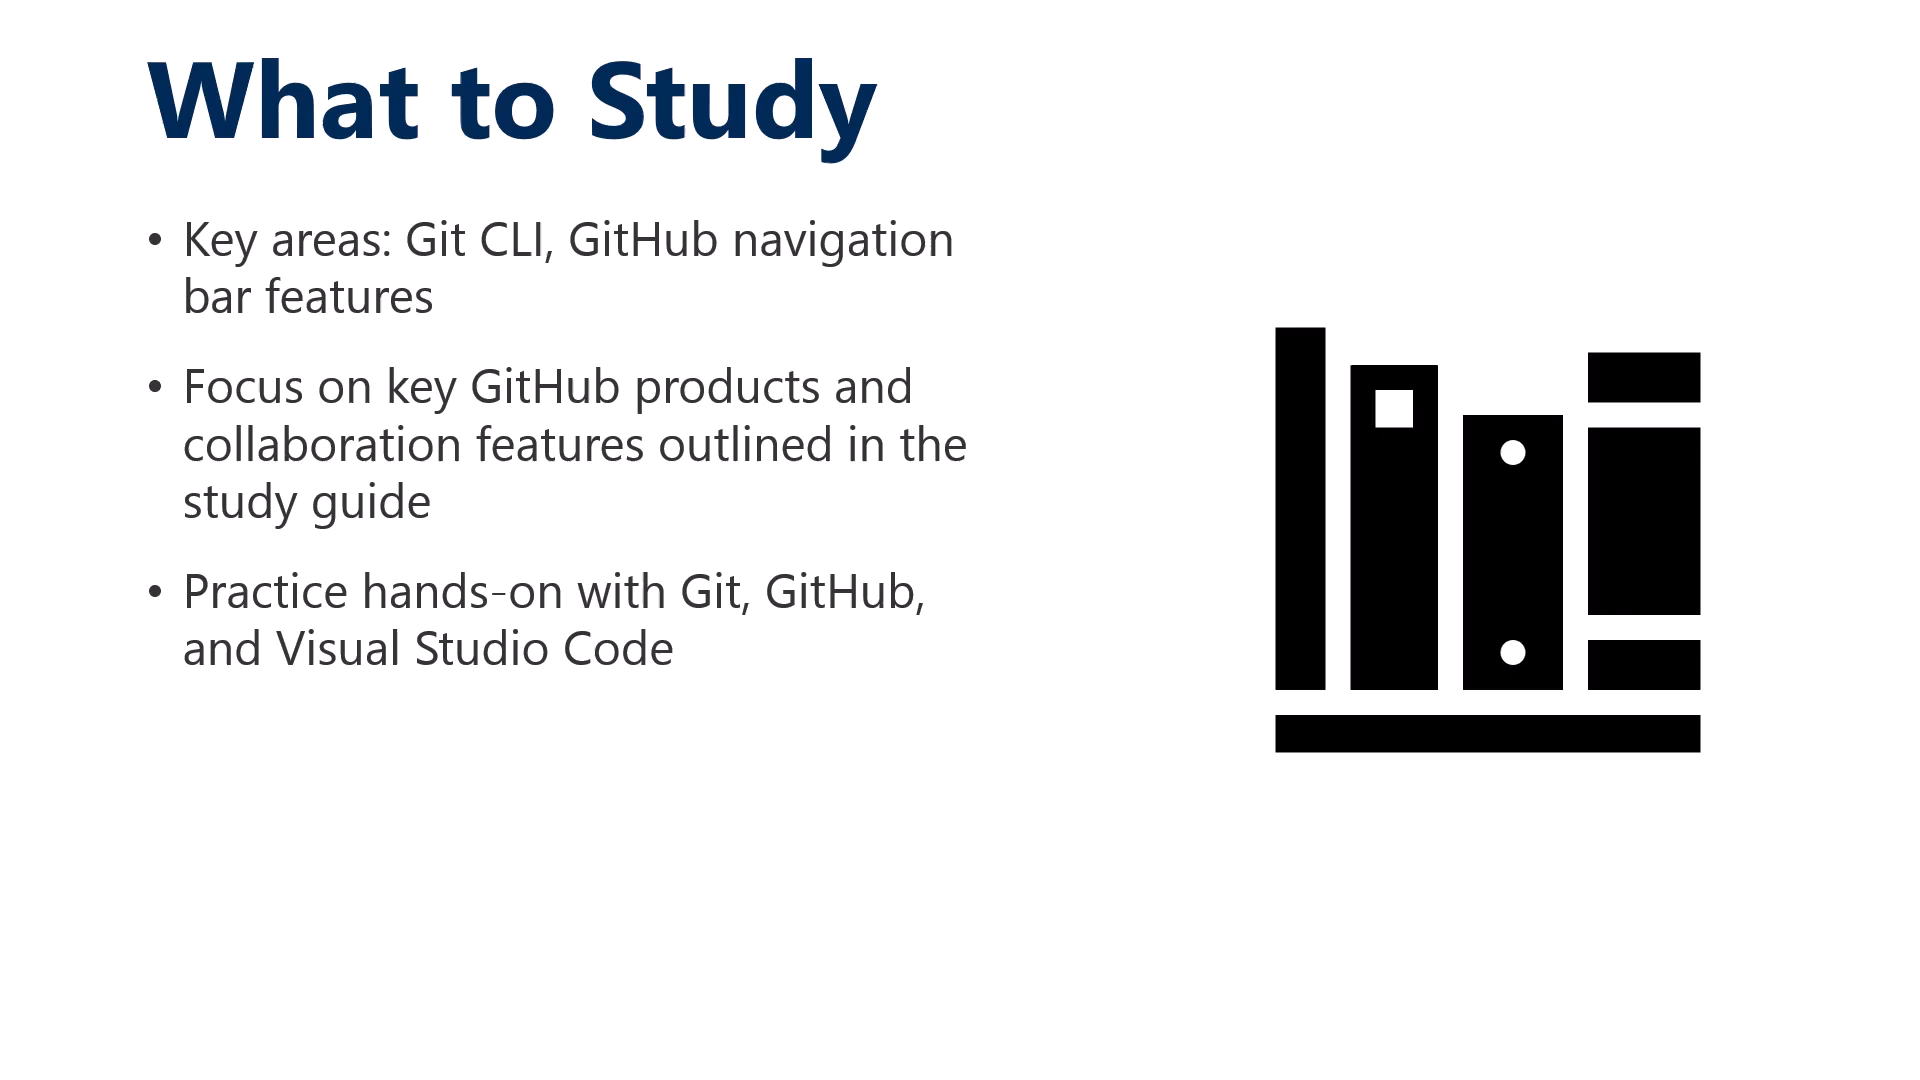 What to Study
• Key areas: Git CLI, GitHub navigation
bar features
• Focus on key GitHub products and
collaboration features outlined in the
study guide
• Practice hands-on with Git, GitHub,
and Visual Studio Code